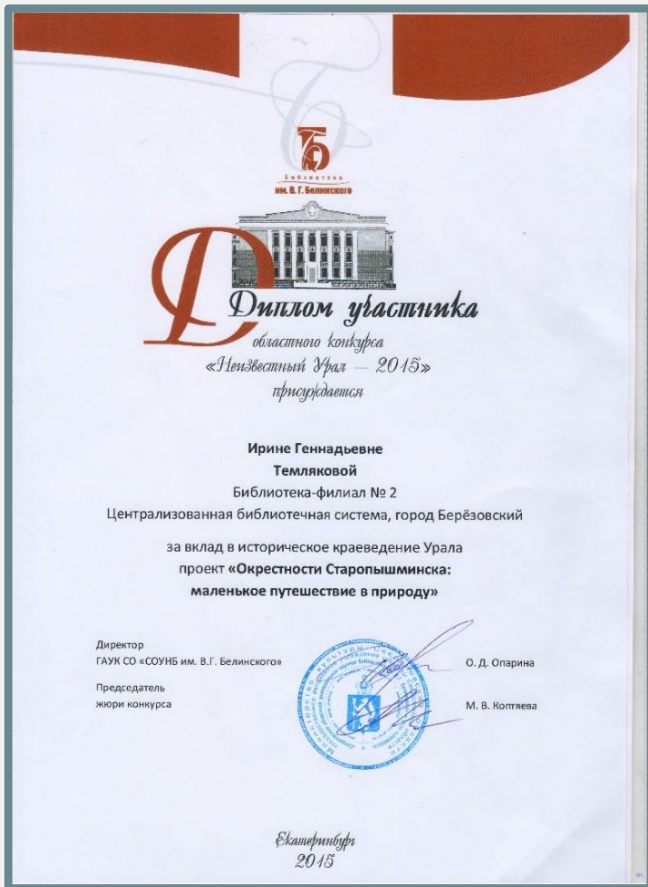 Библиотека
им. В. Г. Белинского
Диплом участника
областного конкурса
«Неизвестный Урал — 2015»
присуждается
Ирине Геннадьевне
Темляковой
Библиотека-филиал № 2
Централизованная библиотечная система, город Берёзовский
за вклад в историческое краеведение Урала
проект «Окрестности Старопышминска:
маленькое путешествие в природу»
Директор
ГАУК СО «СОУНБ им. В.Г. Белинского»
О. Д. Опарина
Председатель
жюри конкурса
М. В. Коптяева
Екатеринбург
2015